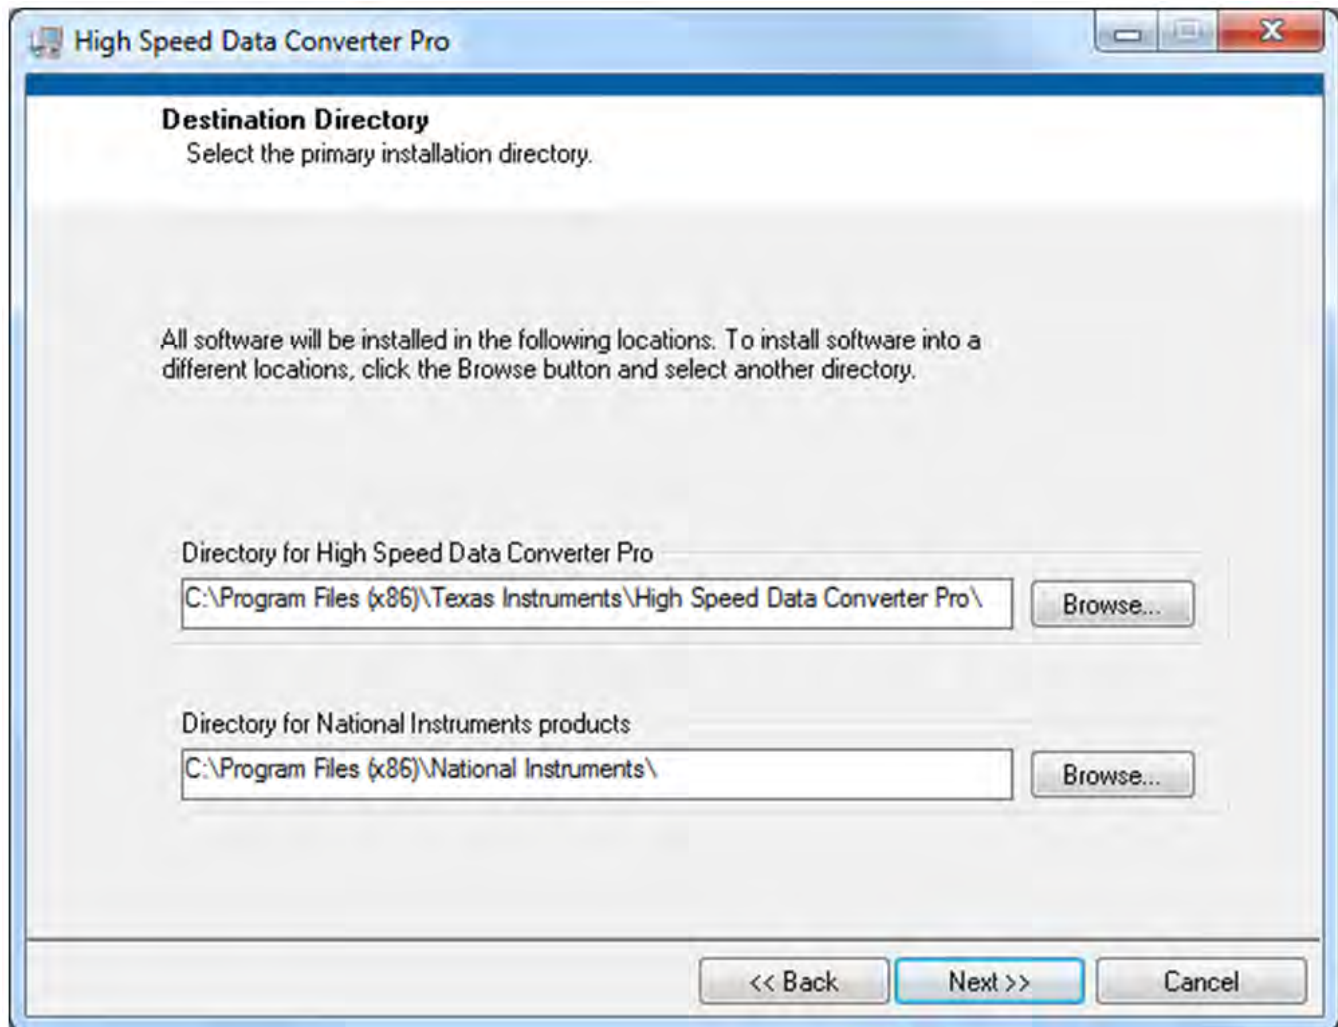 High Speed Data Converter Pro
Destination Directory
Select the primary installation directory.
All software will be installed in the following locations. To install software into a
different locations, click the Browse button and select another directory.
Directory for High Speed Data Converter Pro
C:\Program Files (x86)\Texas Instruments\High Speed Data Converter Pro\
Browse...
Directory for National Instruments products
C:\Program Files (x86)\National Instruments\
Browse...
<< Back
Next >>
Cancel